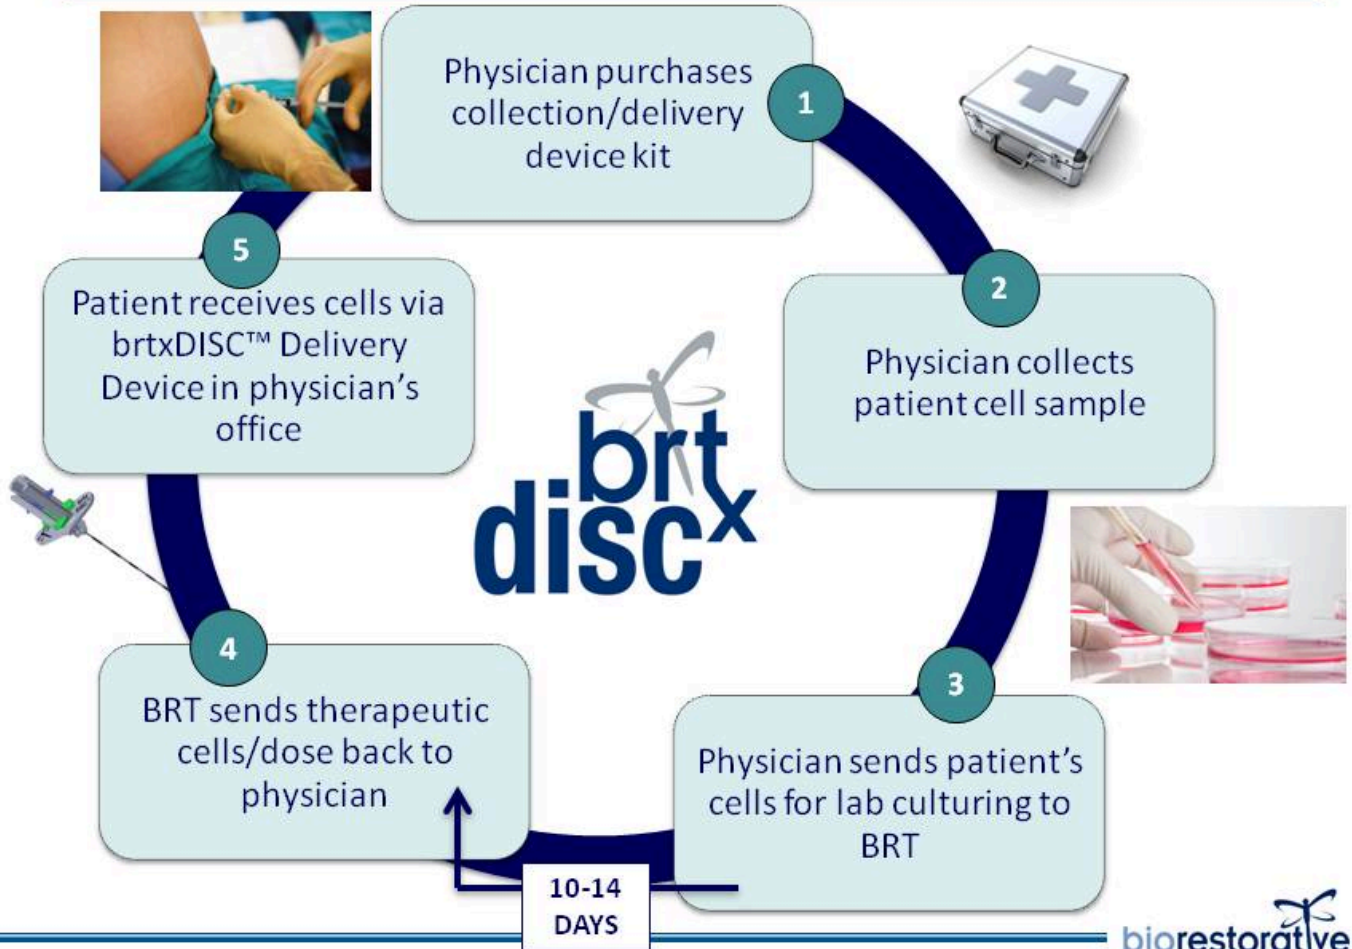 1
Physician purchases
collection/delivery
device kit
2
Physician collects
patient cell sample
3
Physician sends patient's
cells for lab culturing to
BRT
10-14
DAYS
4
BRT sends therapeutic
cells/dose back to
physician
5
Patient receives cells via
brtxDISC™ Delivery
Device in physician's
office
brt
disc x
biorestorative